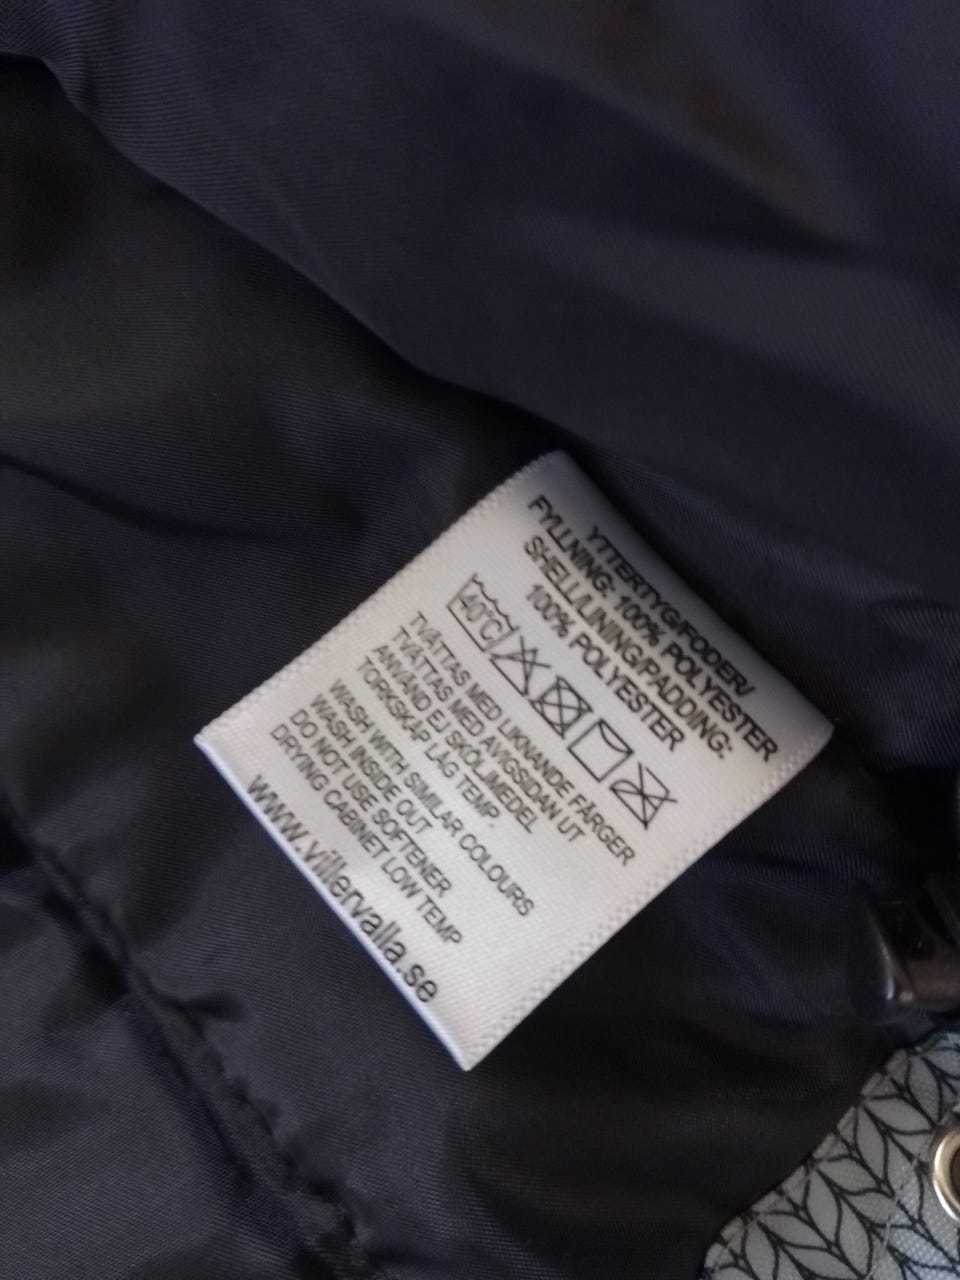 YTTERTYG/FODER/
FYLLNING: 100% POLYESTER
SHELL/LINING/PADDING:
100% POLYESTER
40°C
TVÄTTAS MED LIKNANDE FÄRGER
TVÄTTAS MED AVIGSIDAN UT
ANVÄND EJ SKÖLJMEDEL
TORKSKÅP LÅG TEMP.
WASH WITH SIMILAR COLOURS
WASH INSIDE OUT
DO NOT USE SOFTENER
DRYING CABINET LOW TEMP
www.villervalla.se